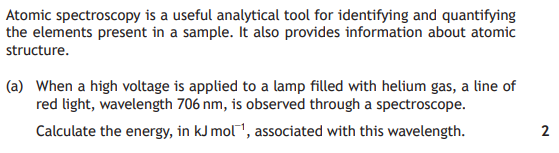 Atomic spectroscopy is a useful analytical tool for identifying and quantifying
the elements present in a sample. It also provides information about atomic
structure.
(a) When a high voltage is applied to a lamp filled with helium gas, a line of
red light, wavelength 706 nm, is observed through a spectroscope.
Calculate the energy, in kJ mol⁻¹, associated with this wavelength. 2